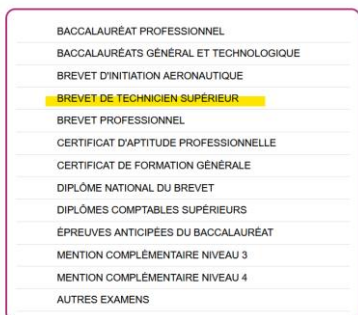 BACCALAURÉAT PROFESSIONNEL
BACCALAURÉATS GÉNÉRAL ET TECHNOLOGIQUE
BREVET D'INITIATION AERONAUTIQUE
BREVET DE TECHNICIEN SUPÉRIEUR
BREVET PROFESSIONNEL
CERTIFICAT D'APTITUDE PROFESSIONNELLE
CERTIFICAT DE FORMATION GÉNÉRALE
DIPLÔME NATIONAL DU BREVET
DIPLÔMES COMPTABLES SUPÉRIEURS
ÉPREUVES ANTICIPÉES DU BACCALAURÉAT
MENTION COMPLÉMENTAIRE NIVEAU 3
MENTION COMPLÉMENTAIRE NIVEAU 4
AUTRES EXAMENS